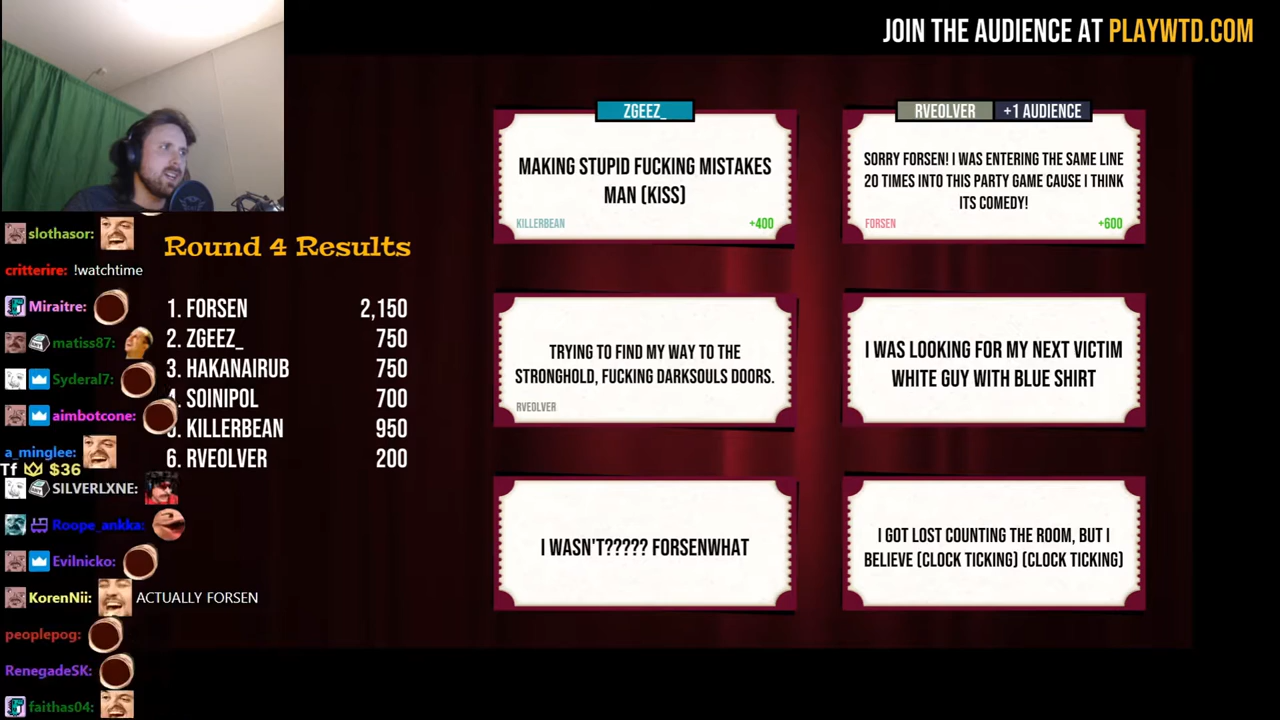 JOIN THE AUDIENCE AT PLAYWTD.COM
slothasor:
critterire: !watchtime
Miraitre:
matiss87:
Syderal7:
aimbotcone:
a_minglee:
Tf $36
SILVERLXNE:
Roope_ankka:
Evilnicko:
KorenNii: ACTUALLY FORSEN
peoplepog:
RenegadeSK:
faithas04:
Round 4 Results
1. FORSEN 2,150
2. ZGEEZ_ 750
3. HAKANAIRUB 750
4. SOINIPOL 700
5. KILLERBEAN 950
6. RVEOLVER 200
ZGEEZ_
MAKING STUPID FUCKING MISTAKES
MAN (KISS)
KILLERBEAN +400
RVEOLVER +1 AUDIENCE
SORRY FORSEN! I WAS ENTERING THE SAME LINE
20 TIMES INTO THIS PARTY GAME CAUSE I THINK
ITS COMEDY!
FORSEN +600
TRYING TO FIND MY WAY TO THE
STRONGHOLD, FUCKING DARKSOULS DOORS.
RVEOLVER
I WAS LOOKING FOR MY NEXT VICTIM
WHITE GUY WITH BLUE SHIRT
I WASN'T????? FORSENWHAT
I GOT LOST COUNTING THE ROOM, BUT I
BELIEVE (CLOCK TICKING) (CLOCK TICKING)